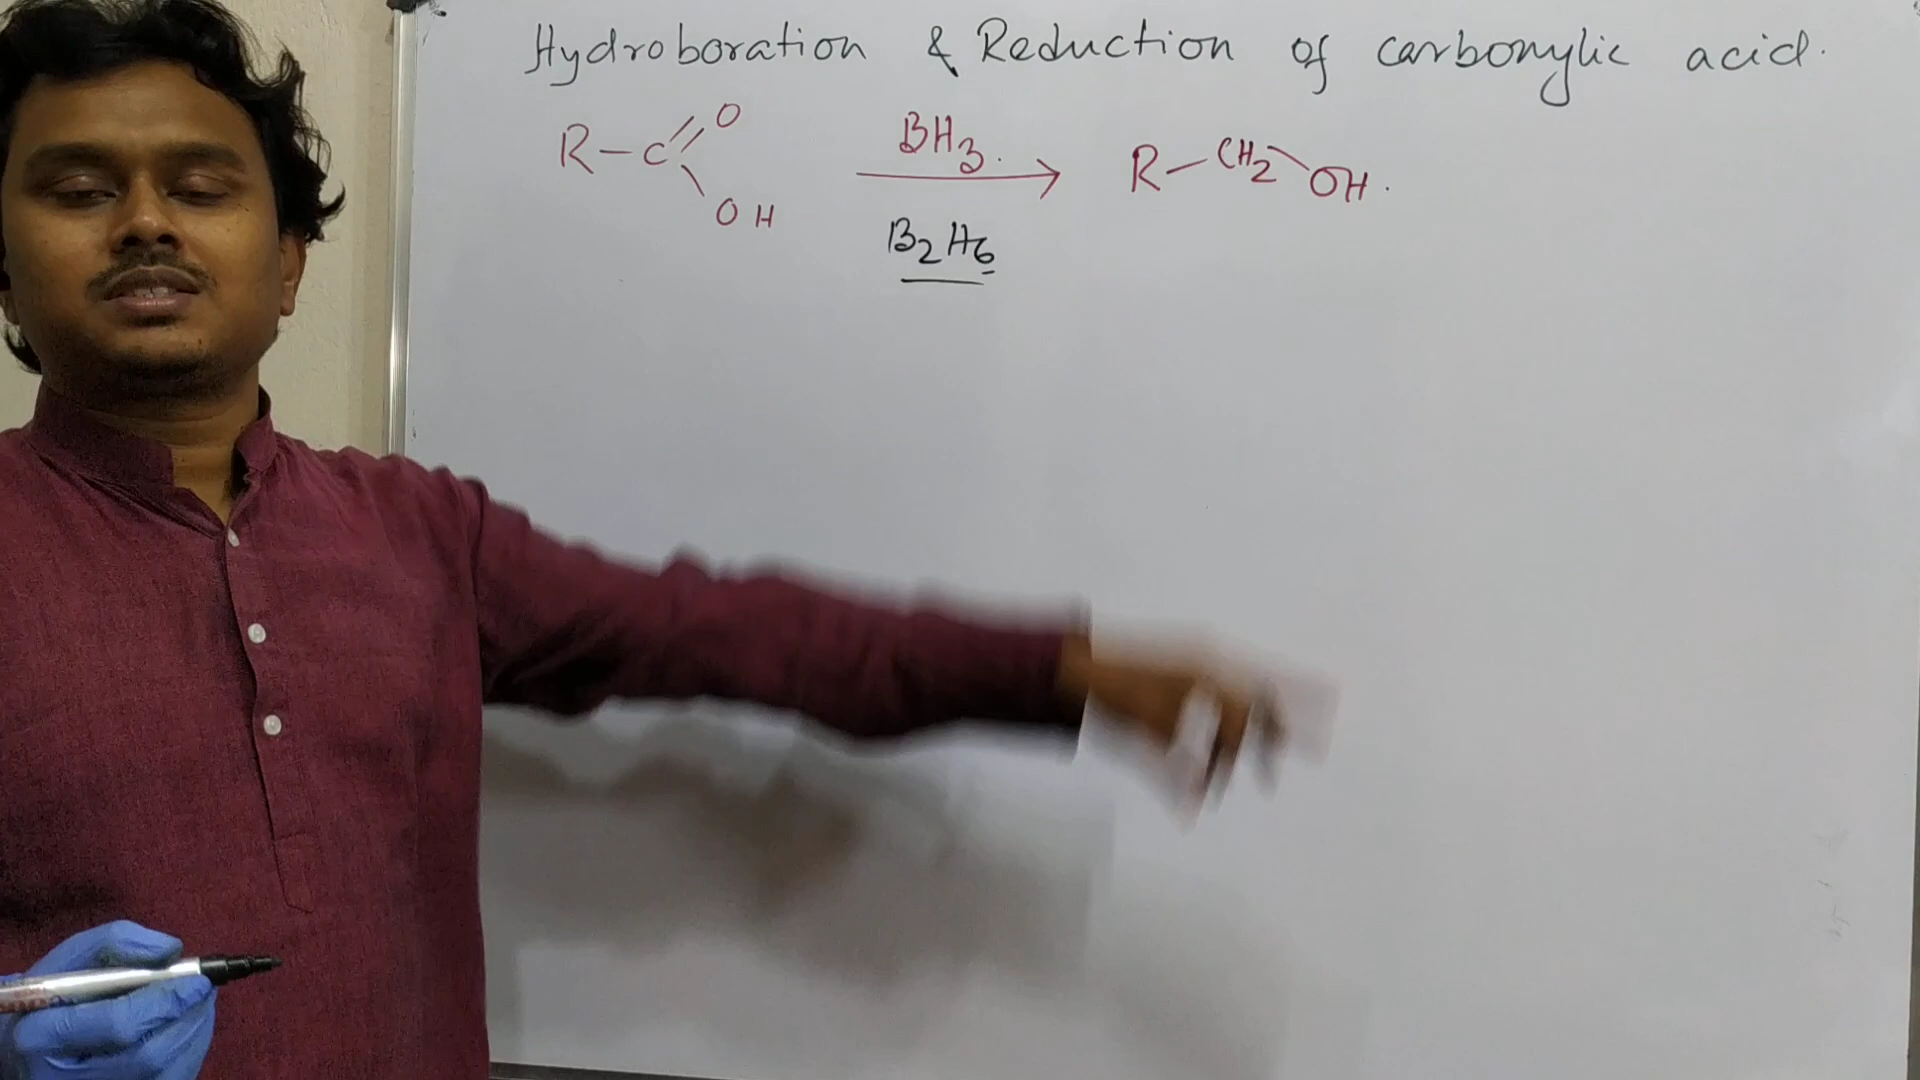 Hydroboration & Reduction of carbonylic acid.
R-C=O
OH
BH3.
B2H6
R-CH2-OH.